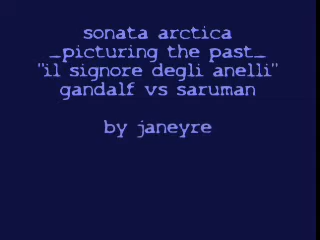 sonata arctica
_picturing the past_
"il signore degli anelli"
gandalf vs saruman
by janeyre